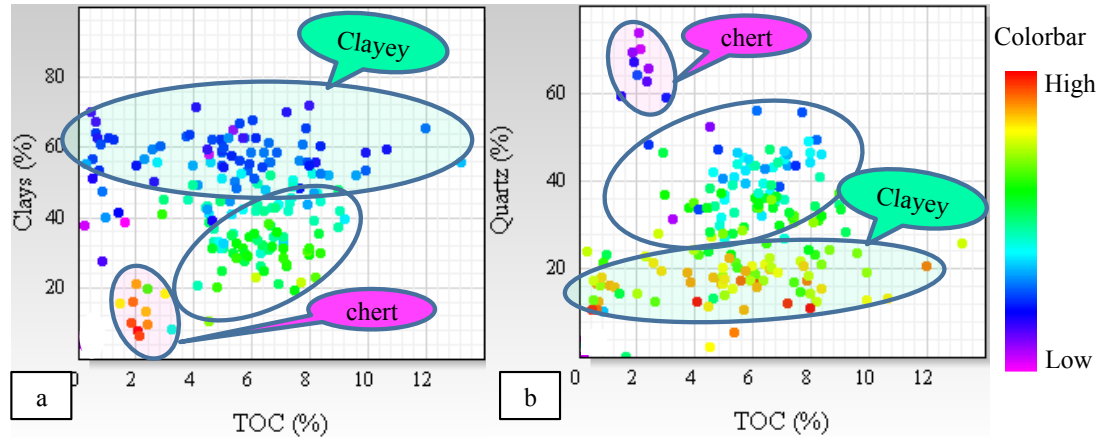 Clayey
80
60
40
20
Clays (%)
chert
0 2 4 6 8 10 12
TOC (%)
a
chert
60
40
20
Quartz (%)
Clayey
0 2 4 6 8 10 12
TOC (%)
b
Colorbar
High
Low